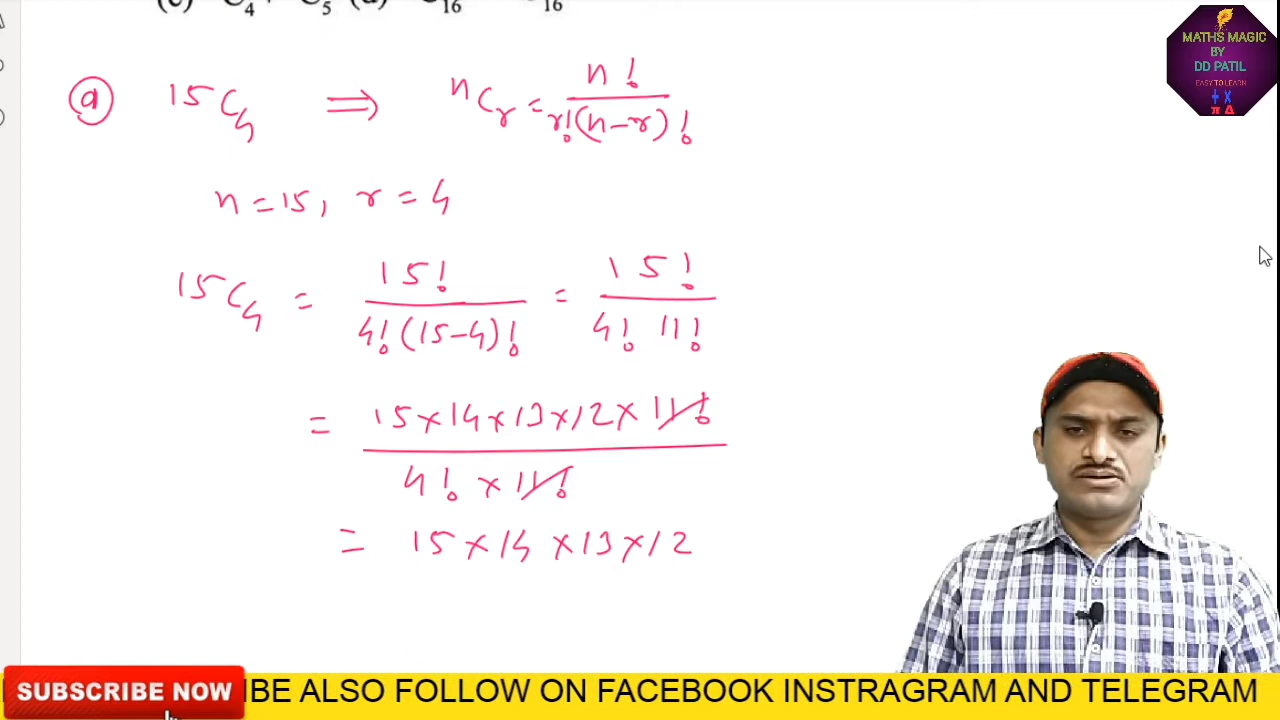 MATHS MAGIC
BY
DD PATIL
EASY TO LEARN
+ X
π Δ
(a) 15C4 ⟹ nCr = n! / r!(n-r)!
n = 15, r = 4
15C4 = 15! / 4!(15-4)! = 15! / 4! 11!
= 15×14×13×12×11! / 4! × 11!
= 15×14×13×12
SUBSCRIBE NOW
BE ALSO FOLLOW ON FACEBOOK INSTRAGRAM AND TELEGRAM